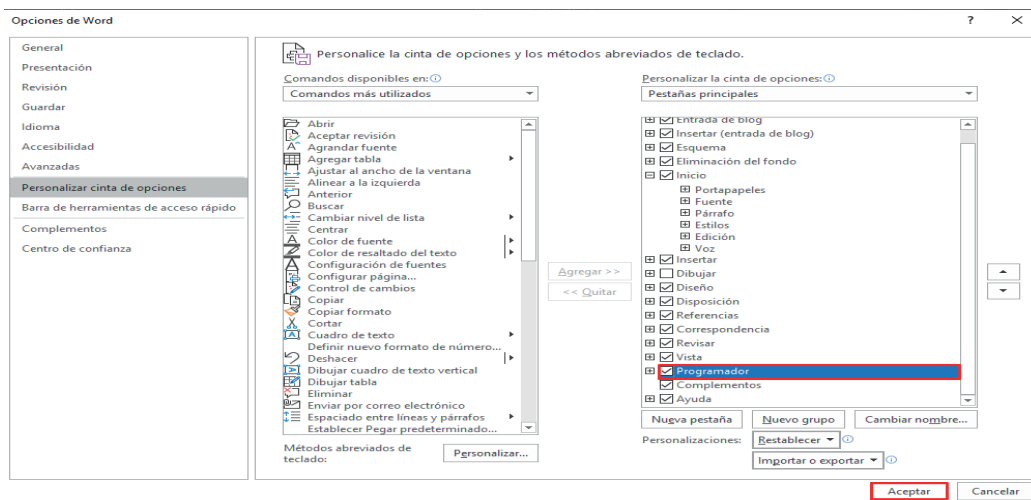 Opciones de Word
?
General
Presentación
Revisión
Guardar
Idioma
Accesibilidad
Avanzadas
Personalizar cinta de opciones
Barra de herramientas de acceso rápido
Complementos
Centro de confianza
Personalice la cinta de opciones y los métodos abreviados de teclado.
Comandos disponibles en:
Comandos más utilizados
Abrir
Aceptar revisión
Agrandar fuente
Agregar tabla
Ajustar al ancho de la ventana
Alinear a la izquierda
Anterior
Buscar
Cambiar nivel de lista
Centrar
Color de fuente
Color de resaltado del texto
Configuración de fuentes
Configurar página...
Control de cambios
Copiar
Copiar formato
Cortar
Cuadro de texto
Definir nuevo formato de número...
Deshacer
Dibujar cuadro de texto vertical
Dibujar tabla
Eliminar
Enviar por correo electrónico
Espaciado entre líneas y párrafos
Establecer Pegar predeterminado...
Métodos abreviados de
teclado:
Personalizar...
Agregar >>
<< Quitar
Personalizar la cinta de opciones:
Pestañas principales
Entrada de blog
Insertar (entrada de blog)
Esquema
Eliminación del fondo
Inicio
Portapapeles
Fuente
Párrafo
Estilos
Edición
Voz
Insertar
Dibujar
Diseño
Disposición
Referencias
Correspondencia
Revisar
Vista
Programador
Complementos
Ayuda
Nueva pestaña
Nuevo grupo
Cambiar nombre...
Personalizaciones:
Restablecer
Importar o exportar
Aceptar
Cancelar